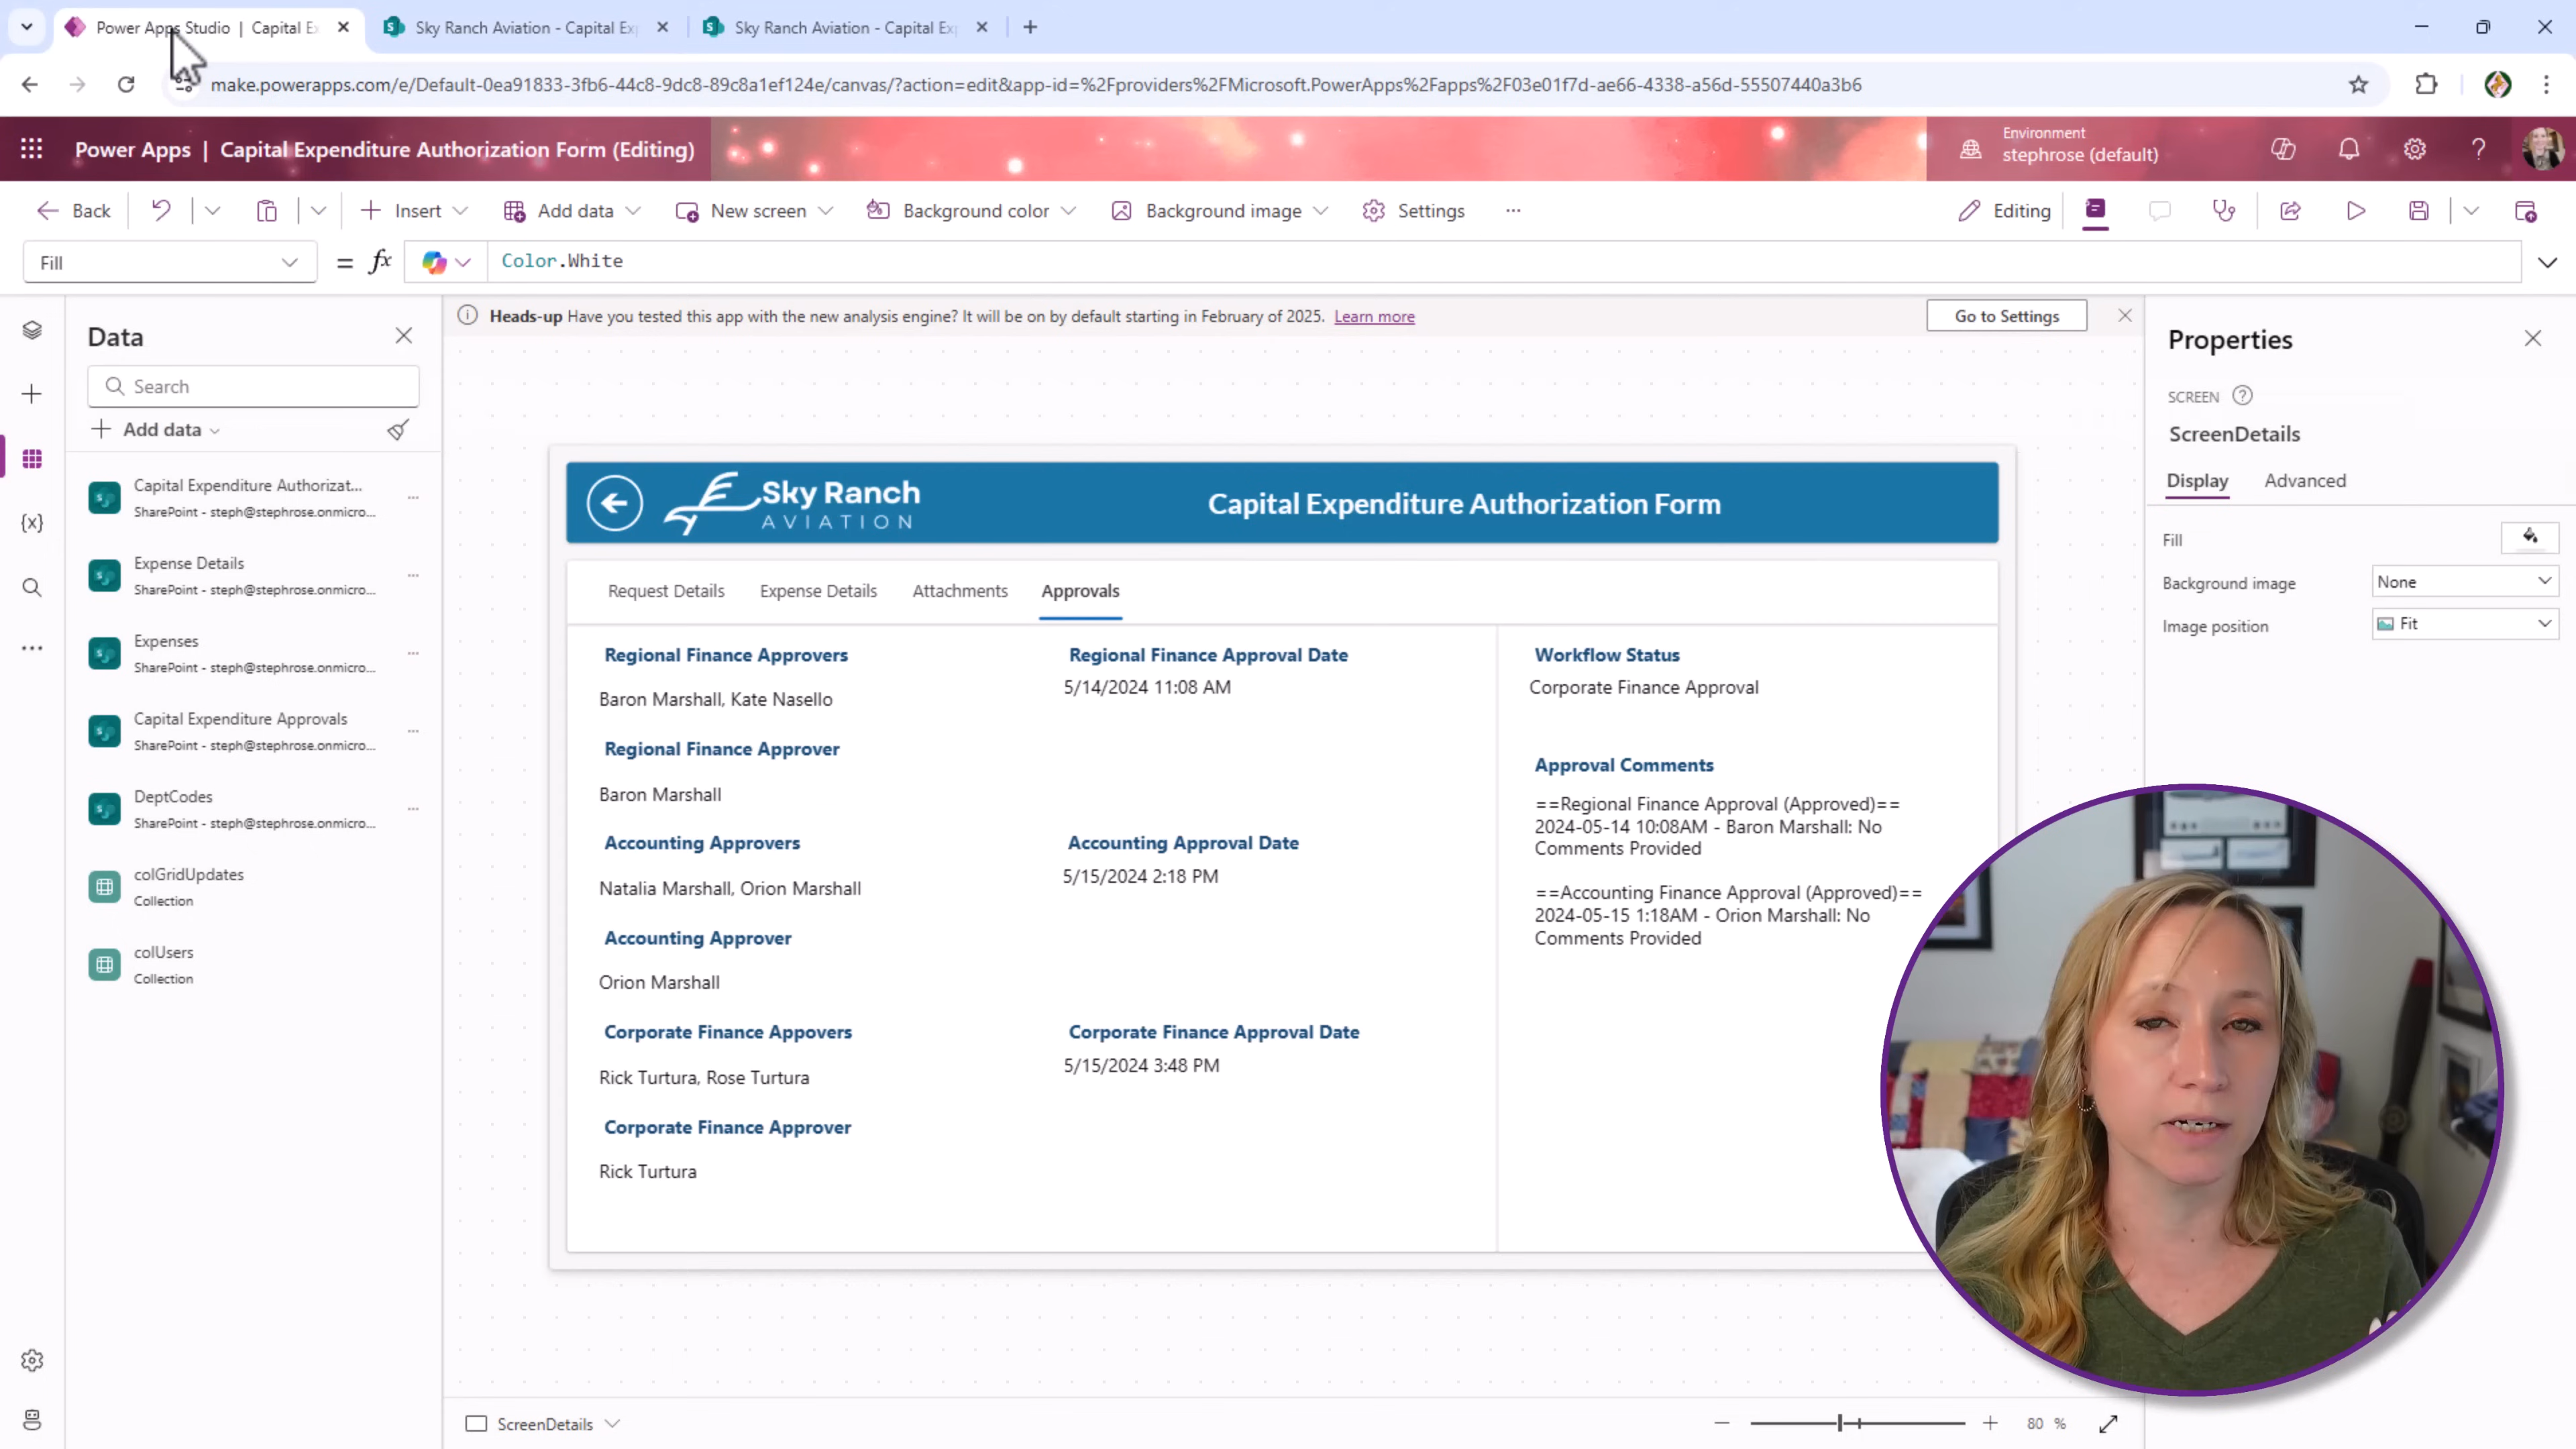 Power Apps Studio | Capital Ex
Sky Ranch Aviation - Capital Exp
Sky Ranch Aviation - Capital Exp
make.powerapps.com/e/Default-0ea91833-3fb6-44c8-9dc8-89c8a1ef124e/canvas/?action=edit&app-id=%2Fproviders%2FMicrosoft.PowerApps%2Fapps%2F03e01f7d-ae66-4338-a56d-55507440a3b6
Power Apps | Capital Expenditure Authorization Form (Editing)
Environment
stephrose (default)
Back
Insert
Add data
New screen
Background color
Background image
Settings
...
Editing
Fill
= fx
Color.White
Data
Search
Add data
Capital Expenditure Authorizat...
SharePoint - steph@stephrose.onmicro...
Expense Details
SharePoint - steph@stephrose.onmicro...
Expenses
SharePoint - steph@stephrose.onmicro...
Capital Expenditure Approvals
SharePoint - steph@stephrose.onmicro...
DeptCodes
SharePoint - steph@stephrose.onmicro...
colGridUpdates
Collection
colUsers
Collection
Heads-up Have you tested this app with the new analysis engine? It will be on by default starting in February of 2025. Learn more
Go to Settings
Sky Ranch
AVIATION
Capital Expenditure Authorization Form
Request Details
Expense Details
Attachments
Approvals
Regional Finance Approvers
Baron Marshall, Kate Nasello
Regional Finance Approval Date
5/14/2024 11:08 AM
Regional Finance Approver
Baron Marshall
Accounting Approvers
Natalia Marshall, Orion Marshall
Accounting Approval Date
5/15/2024 2:18 PM
Accounting Approver
Orion Marshall
Corporate Finance Appovers
Rick Turtura, Rose Turtura
Corporate Finance Approval Date
5/15/2024 3:48 PM
Corporate Finance Approver
Rick Turtura
Workflow Status
Corporate Finance Approval
Approval Comments
==Regional Finance Approval (Approved)==
2024-05-14 10:08AM - Baron Marshall: No
Comments Provided
==Accounting Finance Approval (Approved)==
2024-05-15 1:18AM - Orion Marshall: No
Comments Provided
Properties
SCREEN
ScreenDetails
Display
Advanced
Fill
Background image
None
Image position
Fit
ScreenDetails
80 %